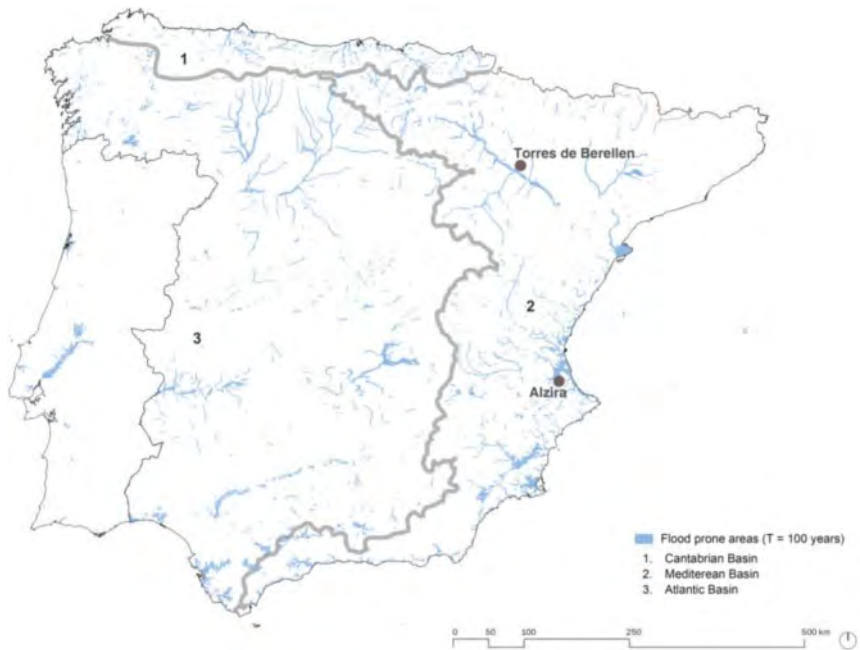 1
Torres de Berellen
2
3
Alzira
Flood prone areas (T = 100 years)
1. Cantabrian Basin
2. Mediterean Basin
3. Atlantic Basin
0 50 100 250 500 km